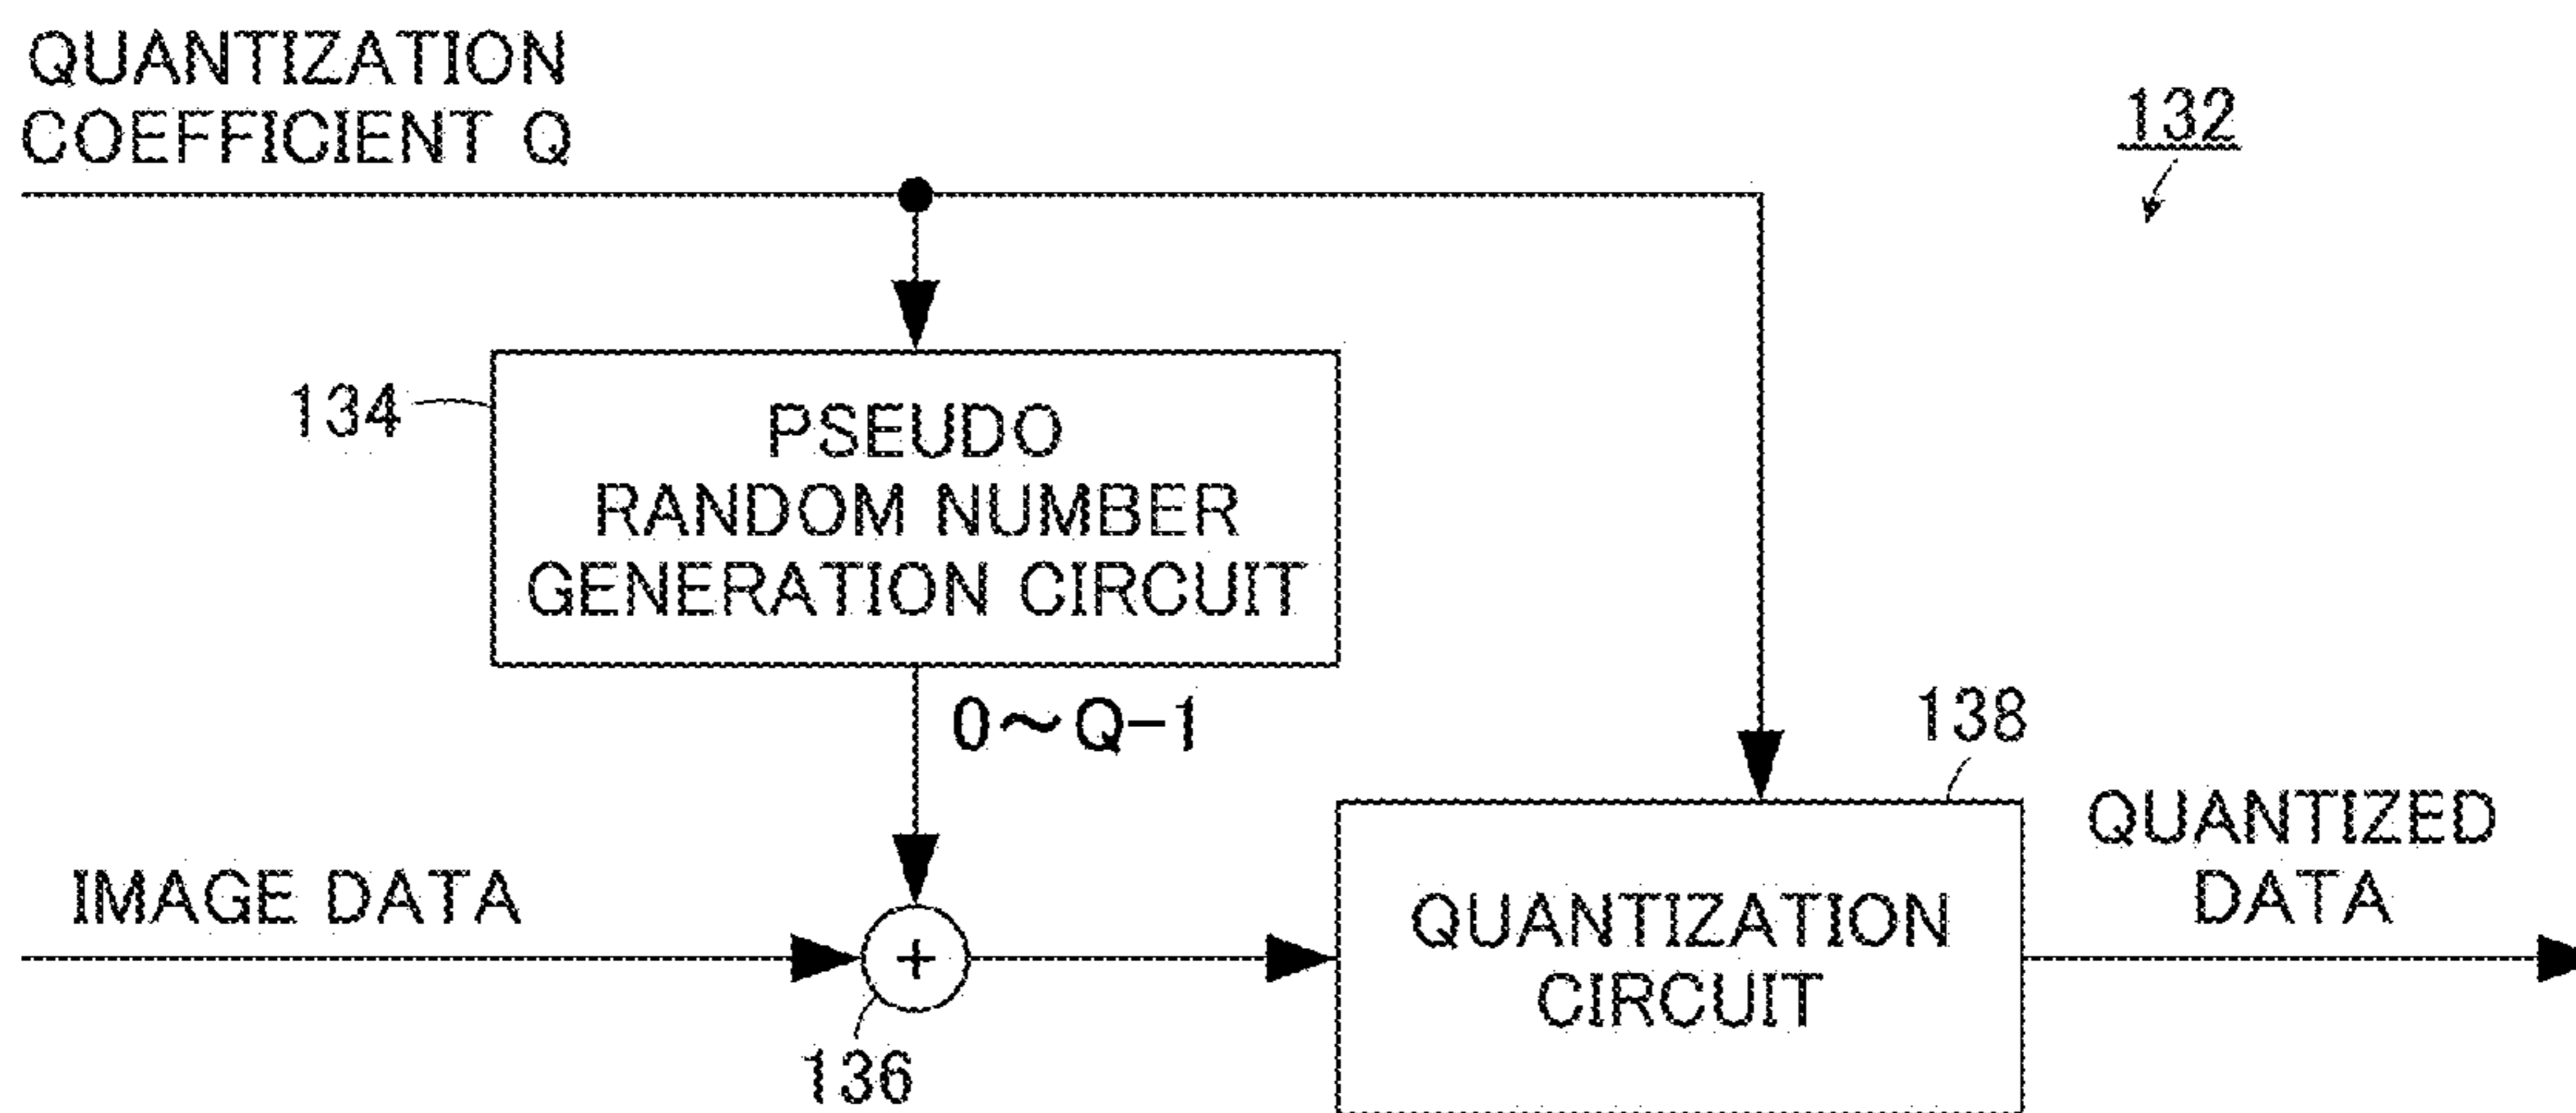 QUANTIZATION
COEFFICIENT Q
132
134
PSEUDO
RANDOM NUMBER
GENERATION CIRCUIT
0~Q-1
138
IMAGE DATA
+
QUANTIZATION
CIRCUIT
QUANTIZED
DATA
136